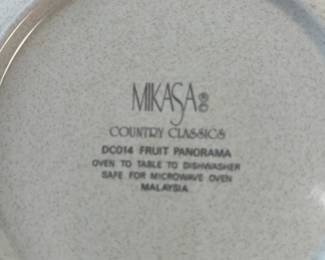 MIKASA®©
COUNTRY CLASSICS
DC014 FRUIT PANORAMA
OVEN TO TABLE TO DISHWASHER
SAFE FOR MICROWAVE OVEN
MALAYSIA